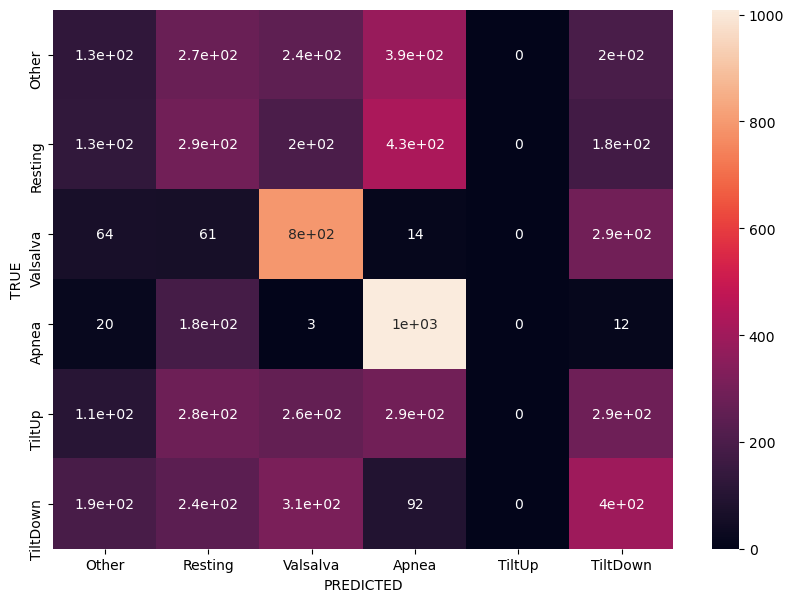 Other 1.3e+02 2.7e+02 2.4e+02 3.9e+02 0 2e+02
Resting 1.3e+02 2.9e+02 2e+02 4.3e+02 0 1.8e+02
Valsalva 64 61 8e+02 14 0 2.9e+02
Apnea 20 1.8e+02 3 1e+03 0 12
TiltUp 1.1e+02 2.8e+02 2.6e+02 2.9e+02 0 2.9e+02
TiltDown 1.9e+02 2.4e+02 3.1e+02 92 0 4e+02
Other Resting Valsalva Apnea TiltUp TiltDown
PREDICTED
TRUE
1000
800
600
400
200
0